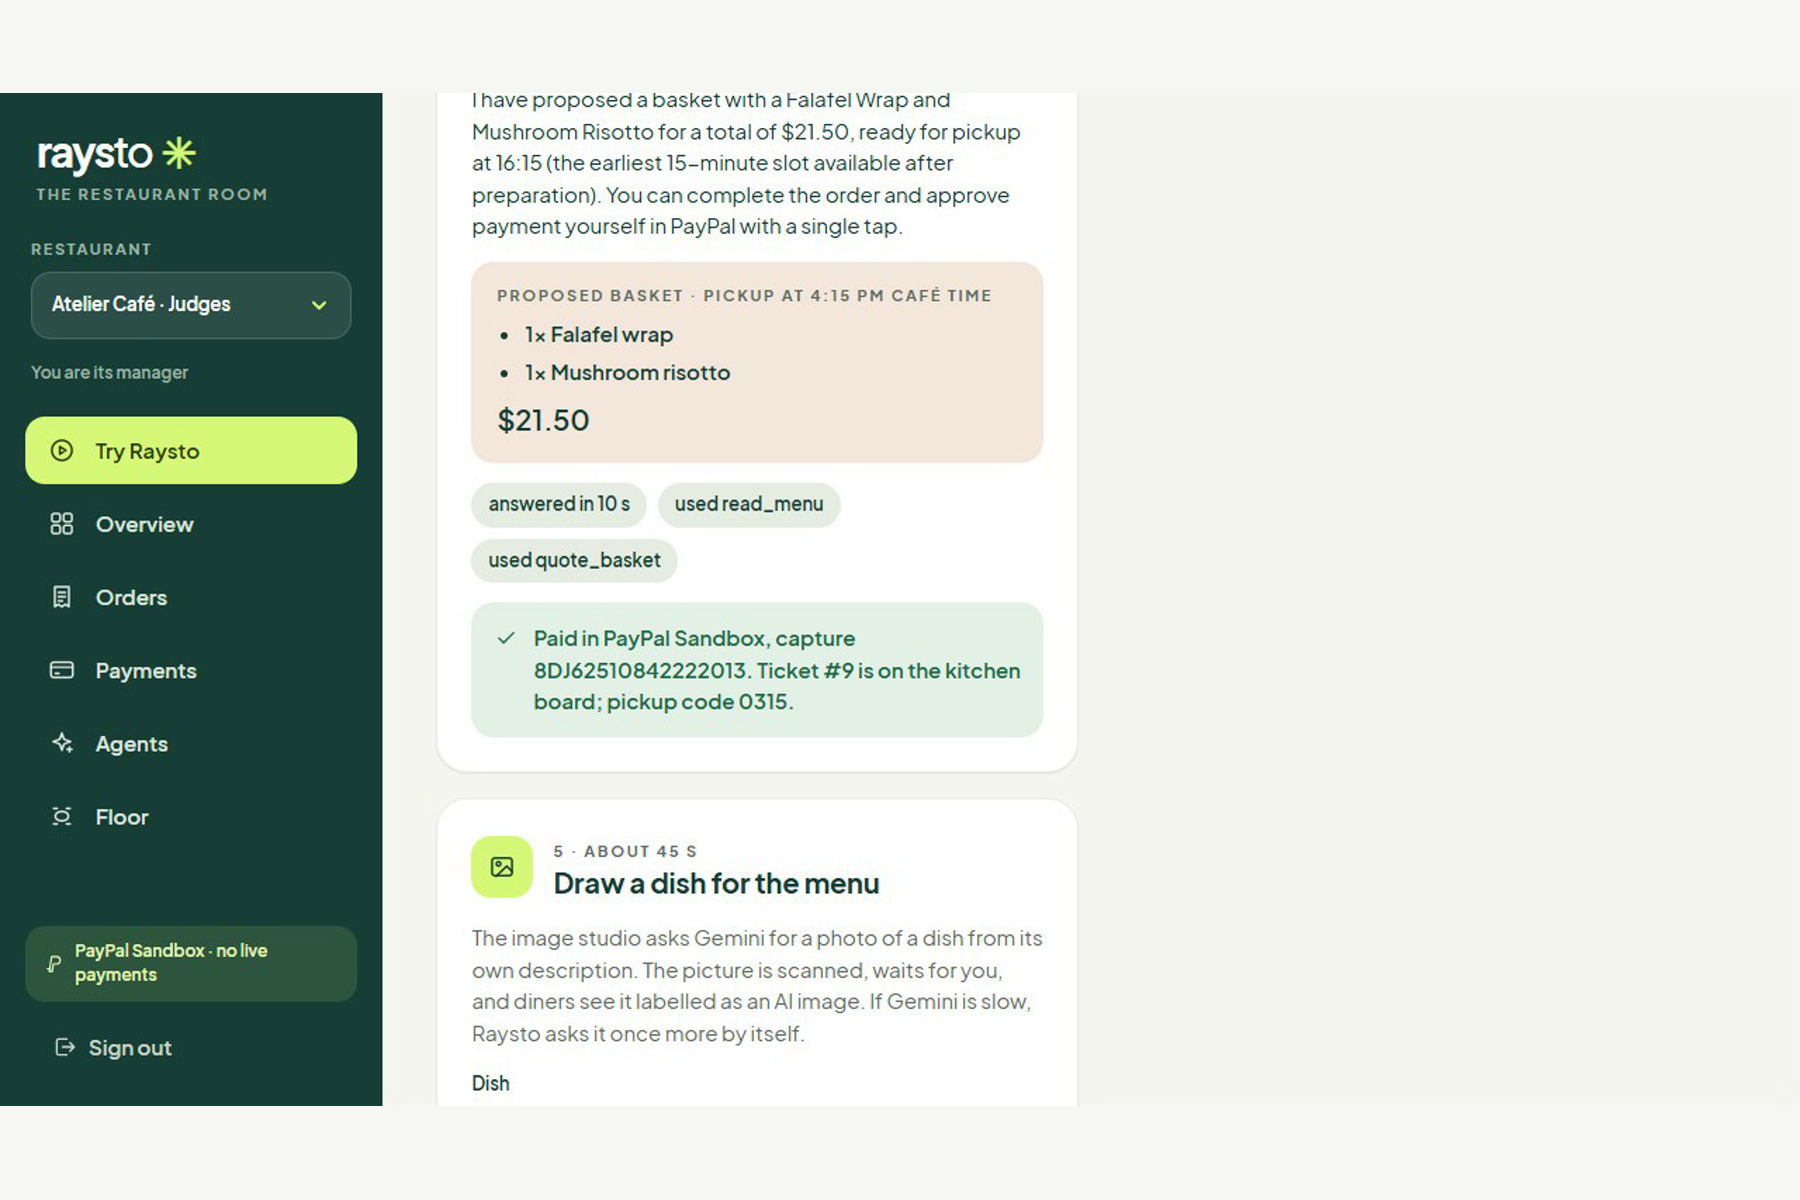 raysto
THE RESTAURANT ROOM
RESTAURANT
Atelier Café · Judges
You are its manager
Try Raysto
Overview
Orders
Payments
Agents
Floor
PayPal Sandbox · no live
payments
Sign out
I have proposed a basket with a Falafel Wrap and
Mushroom Risotto for a total of $21.50, ready for pickup
at 16:15 (the earliest 15-minute slot available after
preparation). You can complete the order and approve
payment yourself in PayPal with a single tap.
PROPOSED BASKET · PICKUP AT 4:15 PM CAFÉ TIME
• 1× Falafel wrap
• 1× Mushroom risotto
$21.50
answered in 10 s
used read_menu
used quote_basket
Paid in PayPal Sandbox, capture
8DJ62510842222013. Ticket #9 is on the kitchen
board; pickup code 0315.
5 · ABOUT 45 S
Draw a dish for the menu
The image studio asks Gemini for a photo of a dish from its
own description. The picture is scanned, waits for you,
and diners see it labelled as an AI image. If Gemini is slow,
Raysto asks it once more by itself.
Dish